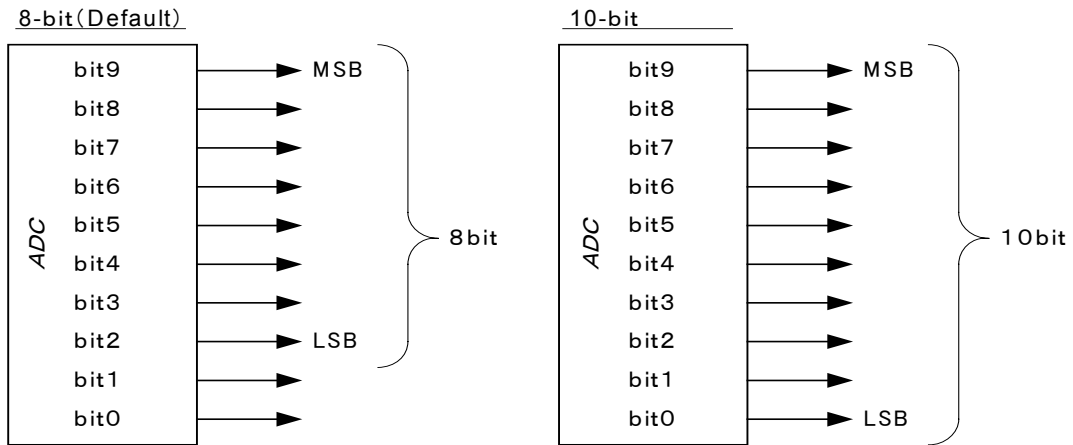 8-bit(Default)
bit9
MSB
bit8
bit7
bit6
bit5
bit4
bit3
bit2
LSB
bit1
bit0
ADC
8bit
10-bit
bit9
MSB
bit8
bit7
bit6
bit5
bit4
bit3
bit2
bit1
bit0
LSB
ADC
10bit